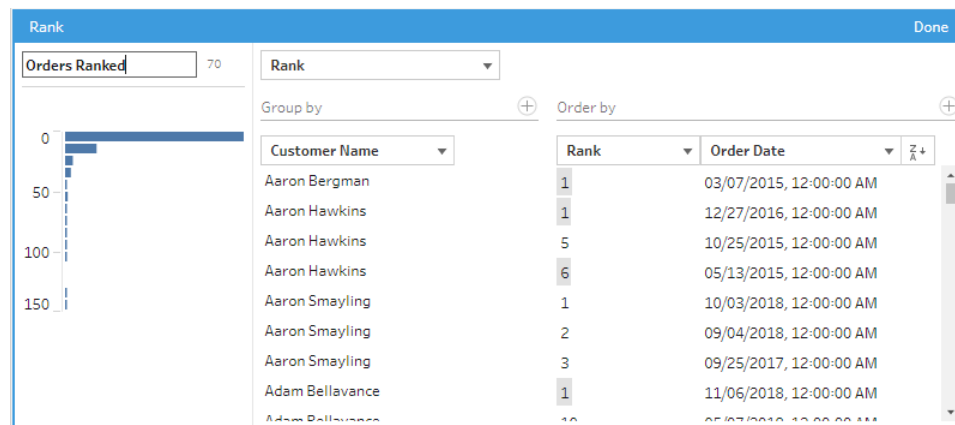 Rank Done
Orders Ranked 70
Rank
Group by Order by
Customer Name Rank Order Date
Aaron Bergman 1 03/07/2015, 12:00:00 AM
Aaron Hawkins 1 12/27/2016, 12:00:00 AM
Aaron Hawkins 5 10/25/2015, 12:00:00 AM
Aaron Hawkins 6 05/13/2015, 12:00:00 AM
Aaron Smayling 1 10/03/2018, 12:00:00 AM
Aaron Smayling 2 09/04/2018, 12:00:00 AM
Aaron Smayling 3 09/25/2017, 12:00:00 AM
Adam Bellavance 1 11/06/2018, 12:00:00 AM
Adam Bellavance
0
50
100
150
Z
A